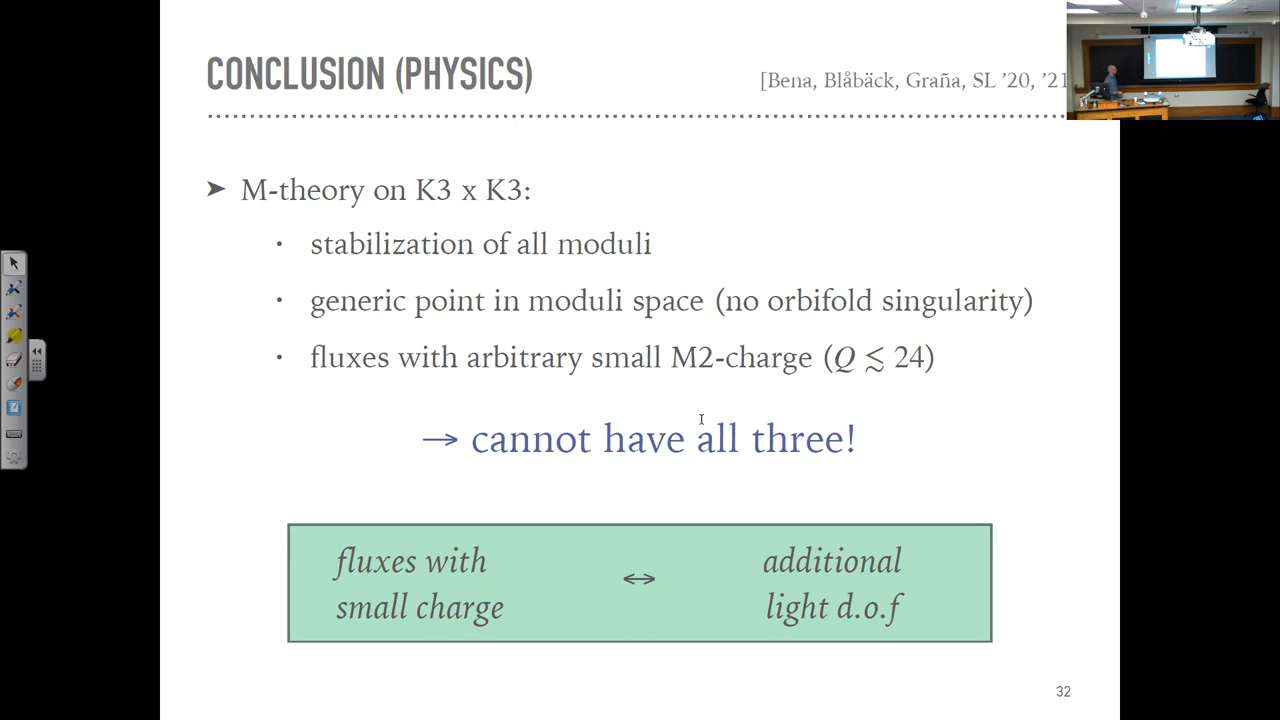 CONCLUSION (PHYSICS)
[Bena, Blåbäck, Graña, SL ’20, ’21
➤ M-theory on K3 x K3:
· stabilization of all moduli
· generic point in moduli space (no orbifold singularity)
· fluxes with arbitrary small M2-charge (Q ≲ 24)
→ cannot have all three!
fluxes with small charge ↔ additional light d.o.f
32